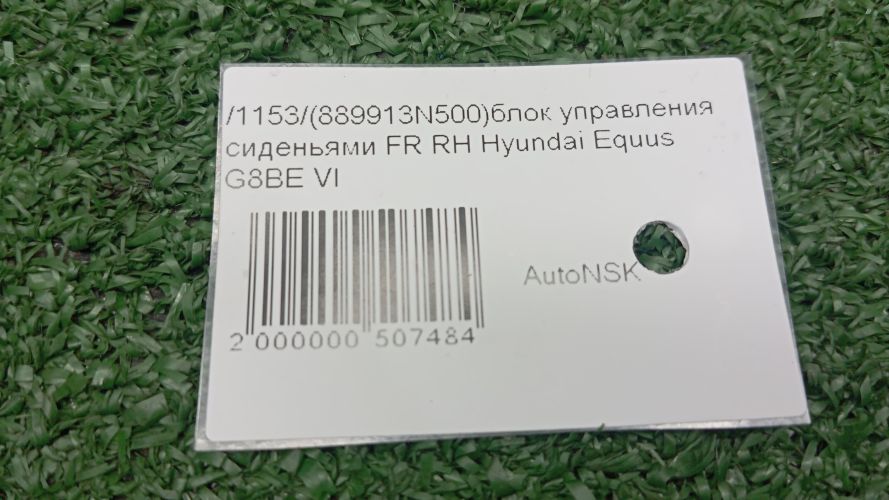 /1153/(889913N500)блок управления
сиденьями FR RH Hyundai Equus
G8BE VI
AutoNSK
2 000000 507484